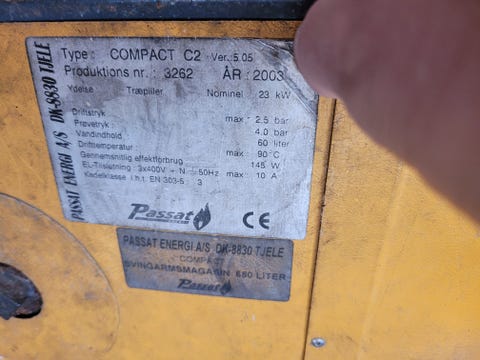 PASSAT ENERGI A/S DK-8830 TJELE
Type : COMPACT C2 Ver. 5.05
Produktions nr. : 3262 ÅR : 2003
Ydelse Træpiller Nominel 23 kW
Driftstryk max 2.5 bar
Prøvetryk 4.0 bar
Vandindhold 60 liter
Drifttemperatur max 90°C
Gennemsnitlig effektforbrug 145 W
EL-Tilslutning : 3x400V + N 50Hz max 10 A
Kedelklasse i.h.t. EN 303-5 3
Passat
ENERGI
CE
PASSAT ENERGI A/S DK-8830 TJELE
COMPACT
SVINGARMSMAGASIN 680 LITER
Passat